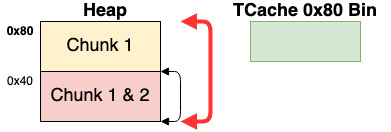 Heap
TCache 0x80 Bin
0x80
Chunk 1
0x40
Chunk 1 & 2